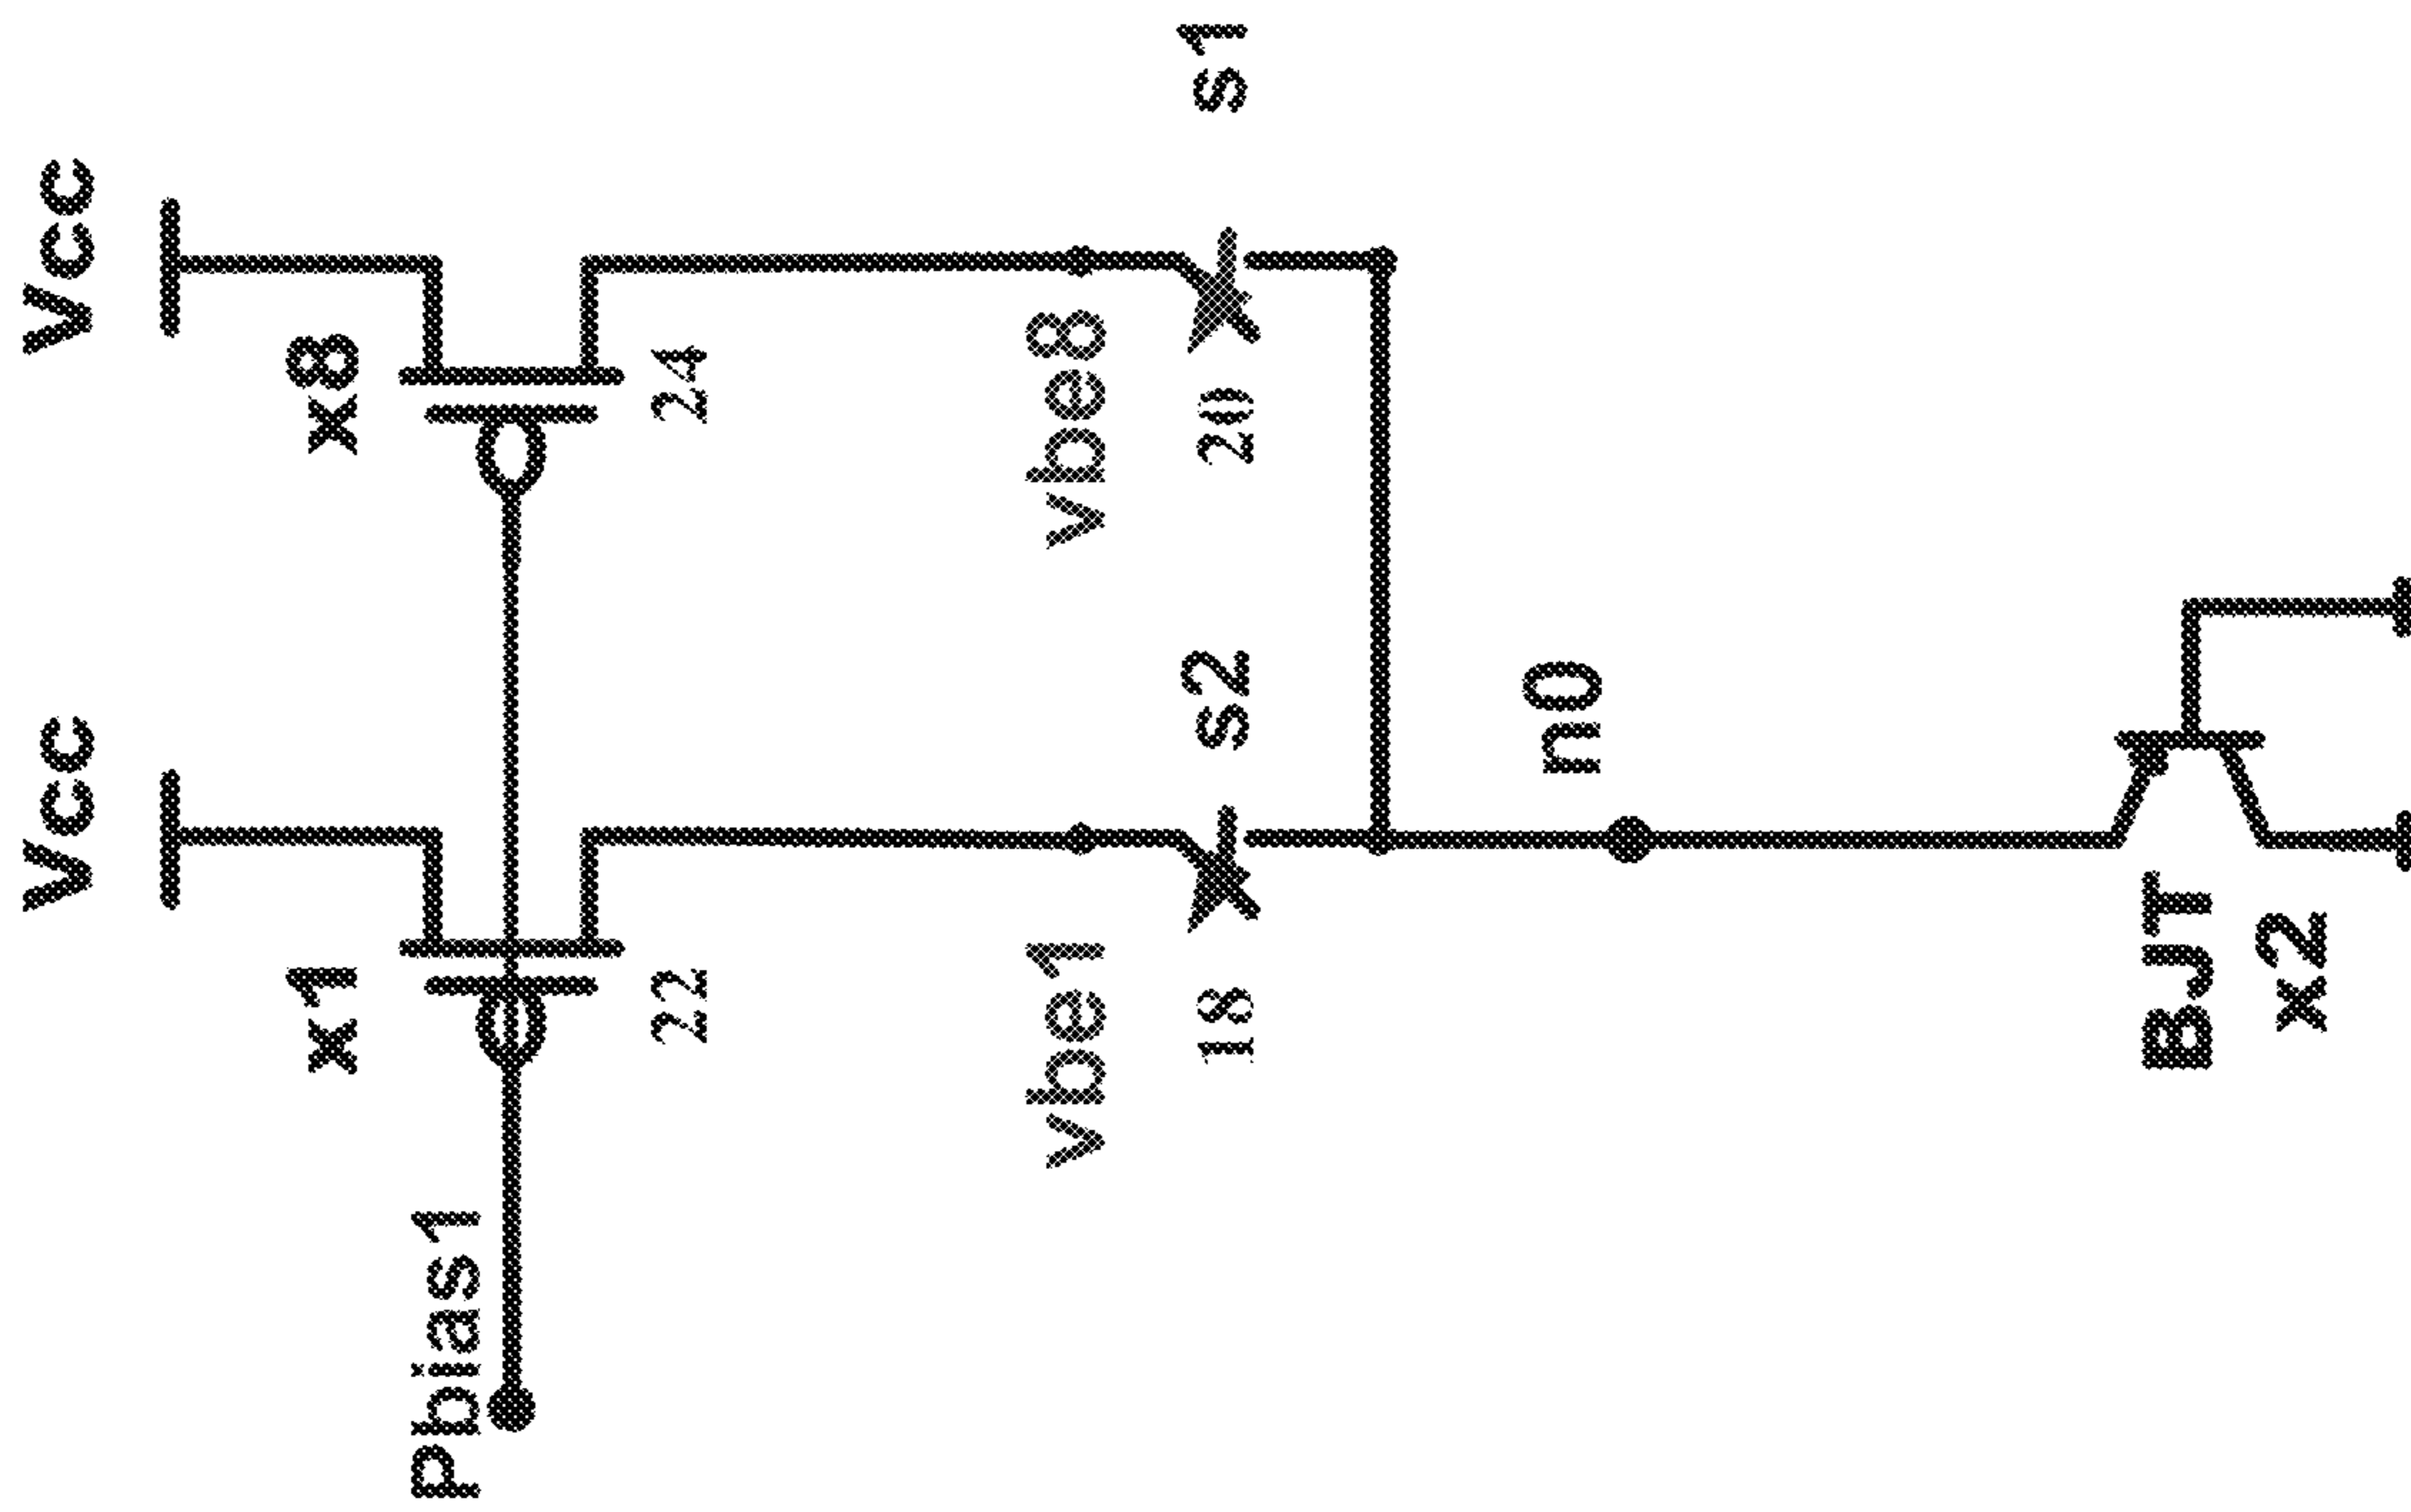 Vcc Vcc
x1 x8
Pbias1
22 24
vbe1 vbe8
18 s2 20 s1
n0
BJT
x2